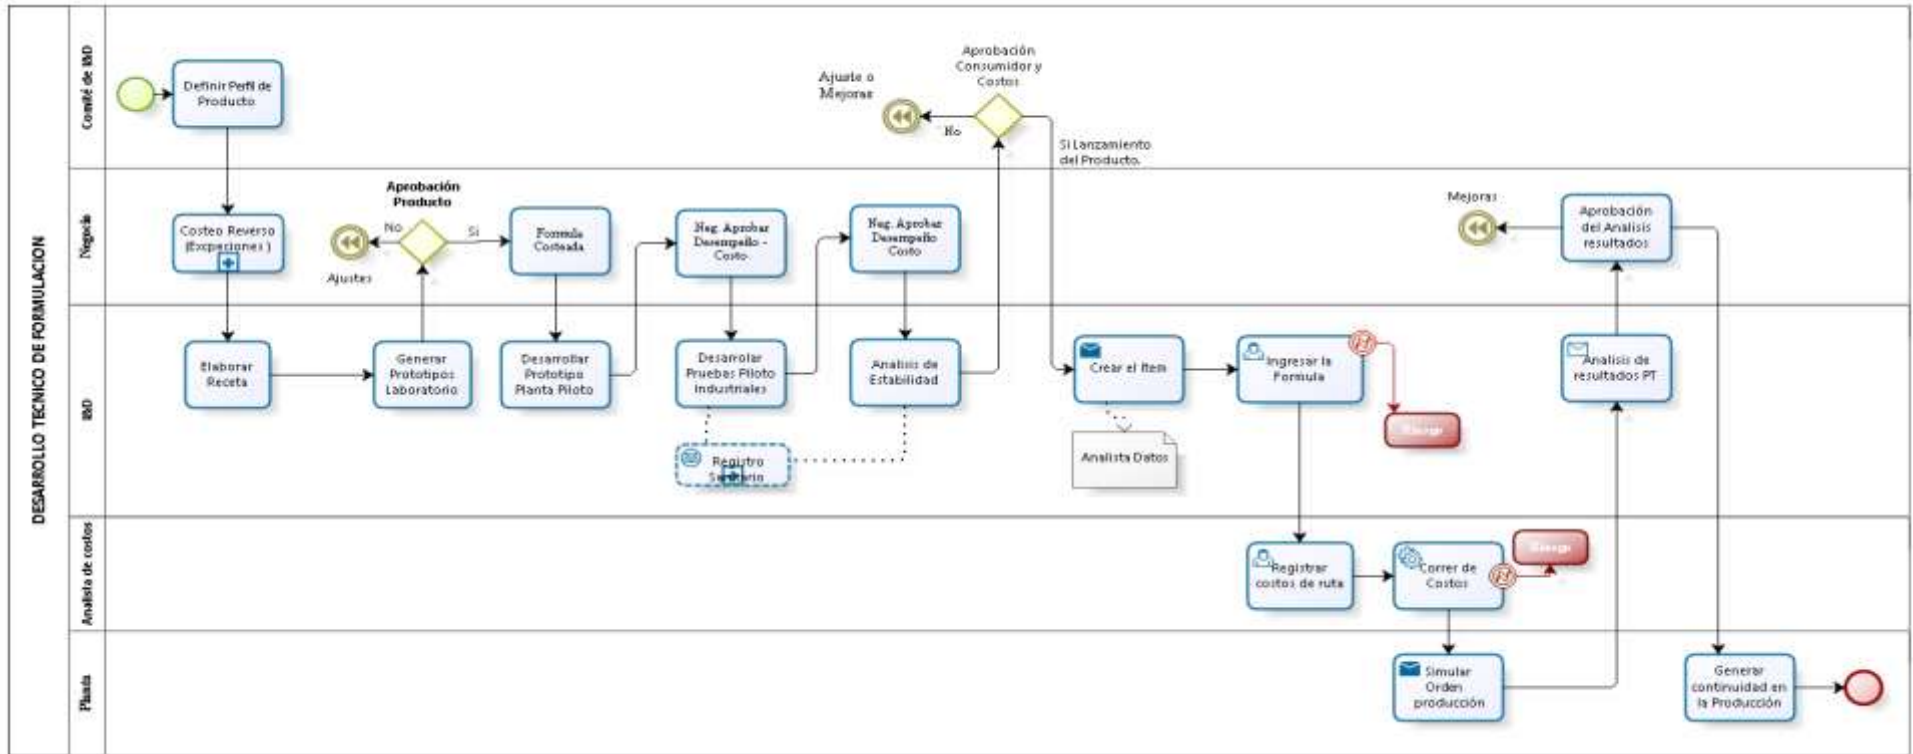 DESARROLLO TECNICO DE FORMULACION
Comité de I&D
Definir Perfil de
Producto
Ajuste o
Mejoras
No
Aprobación
Consumidor y
Costos
Si Lanzamiento
del Producto.
Negocio
Costeo Reverso
(Excpesiones )
Aprobación
Producto
No
Ajustes
Si
Formula
Costeada
Neg. Aprobar
Desempeño -
Costo
Neg. Aprobar
Desempeño
Costo
Mejoras
Aprobación
del Analisis
resultados
I&D
Elaborar
Receta
Generar
Prototipos
Laboratorio
Desarrollar
Prototipo
Planta Piloto
Desarrollar
Pruebas Piloto
Industriales
Analisis de
Estabilidad
Registro
Sanitario
Crear el Item
Analista Datos
Ingresar la
Formula
Analisis de
resultados PT
Analista de costos
Registrar
costos de ruta
Correr de
Costos
Planta
Simular
Orden
producción
Generar
continuidad en
la Producción